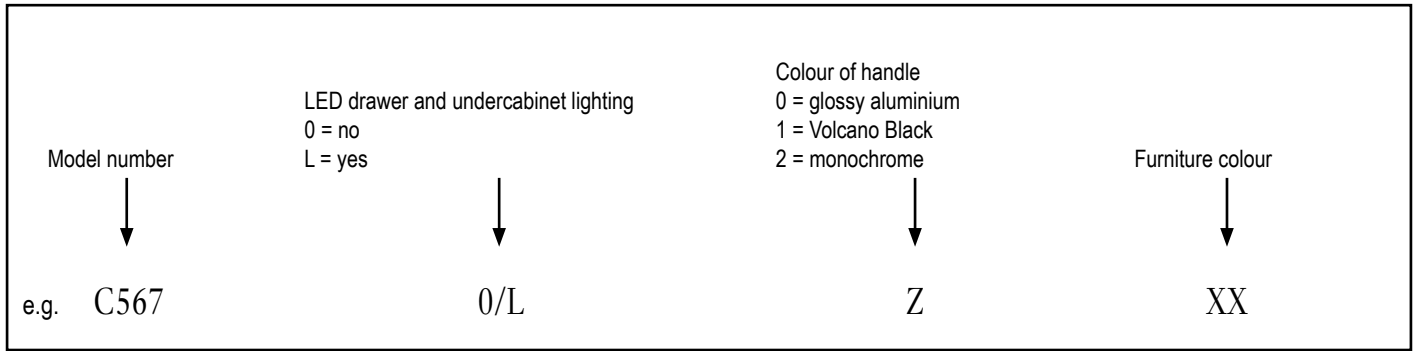 Model number
LED drawer and undercabinet lighting
0 = no
L = yes
Colour of handle
0 = glossy aluminium
1 = Volcano Black
2 = monochrome
Furniture colour
e.g. C567 0/L Z XX